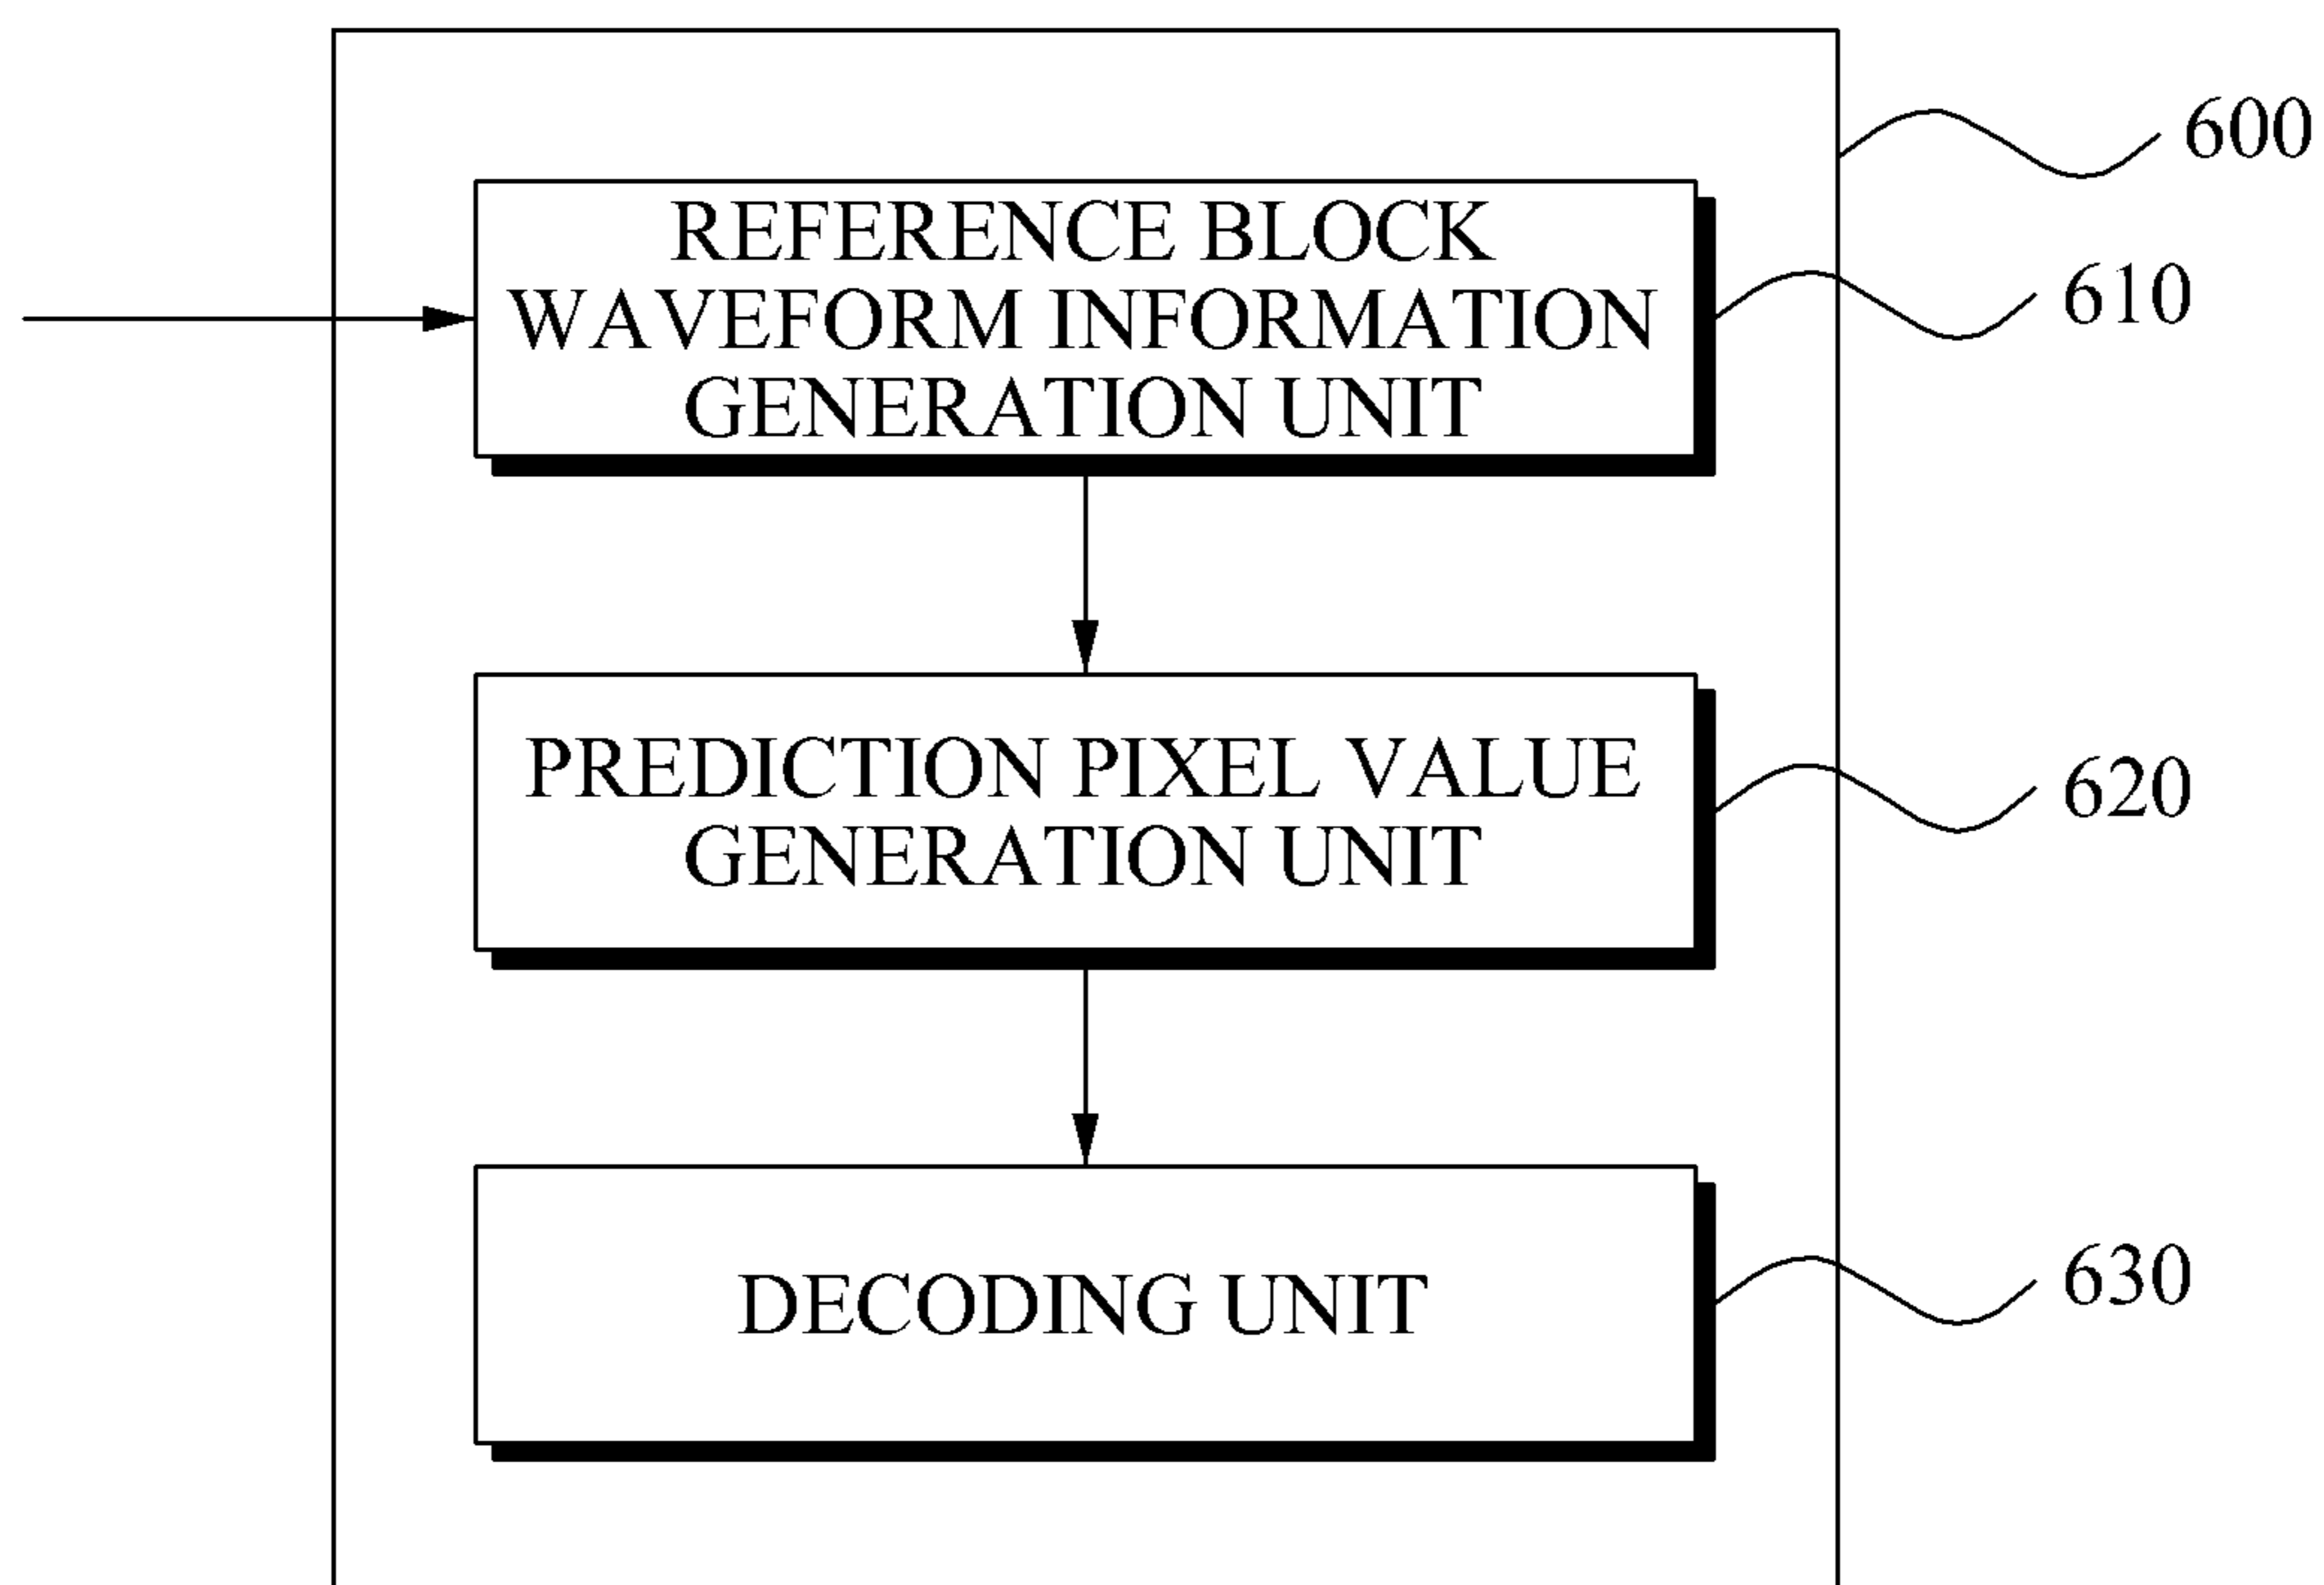 600
REFERENCE BLOCK
WAVEFORM INFORMATION
GENERATION UNIT
610
PREDICTION PIXEL VALUE
GENERATION UNIT
620
DECODING UNIT
630